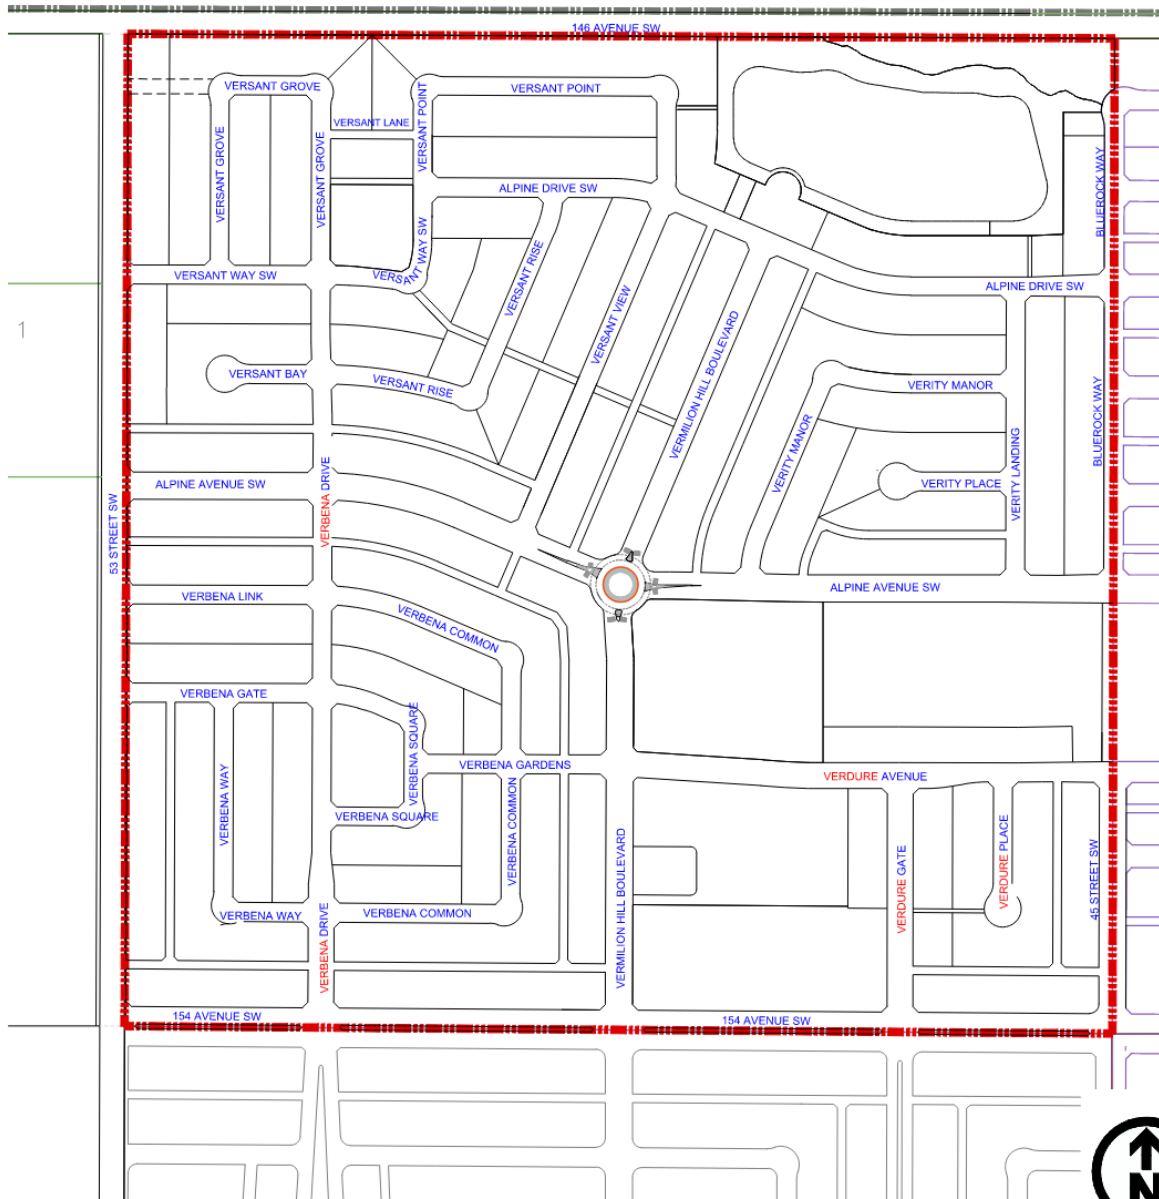 146 AVENUE SW
VERSANT GROVE
VERSANT POINT
VERSANT LANE
VERSANT POINT
VERSANT GROVE
VERSANT GROVE
ALPINE DRIVE SW
BLUEROCK WAY
VERSANT WAY SW
VERSANT WAY SW
VERSANT RISE
ALPINE DRIVE SW
1
VERSANT VIEW
VERMILION HILL BOULEVARD
VERSANT BAY
VERSANT RISE
VERITY MANOR
BLUEROCK WAY
VERITY MANOR
VERITY LANDING
VERITY PLACE
ALPINE AVENUE SW
VERBENA DRIVE
53 STREET SW
ALPINE AVENUE SW
VERBENA LINK
VERBENA COMMON
VERBENA GATE
VERBENA SQUARE
VERBENA GARDENS
VERDURE AVENUE
VERBENA WAY
VERBENA SQUARE
VERBENA COMMON
VERMILION HILL BOULEVARD
VERDURE GATE
VERDURE PLACE
45 STREET SW
VERBENA WAY
VERBENA DRIVE
VERBENA COMMON
154 AVENUE SW
154 AVENUE SW
N